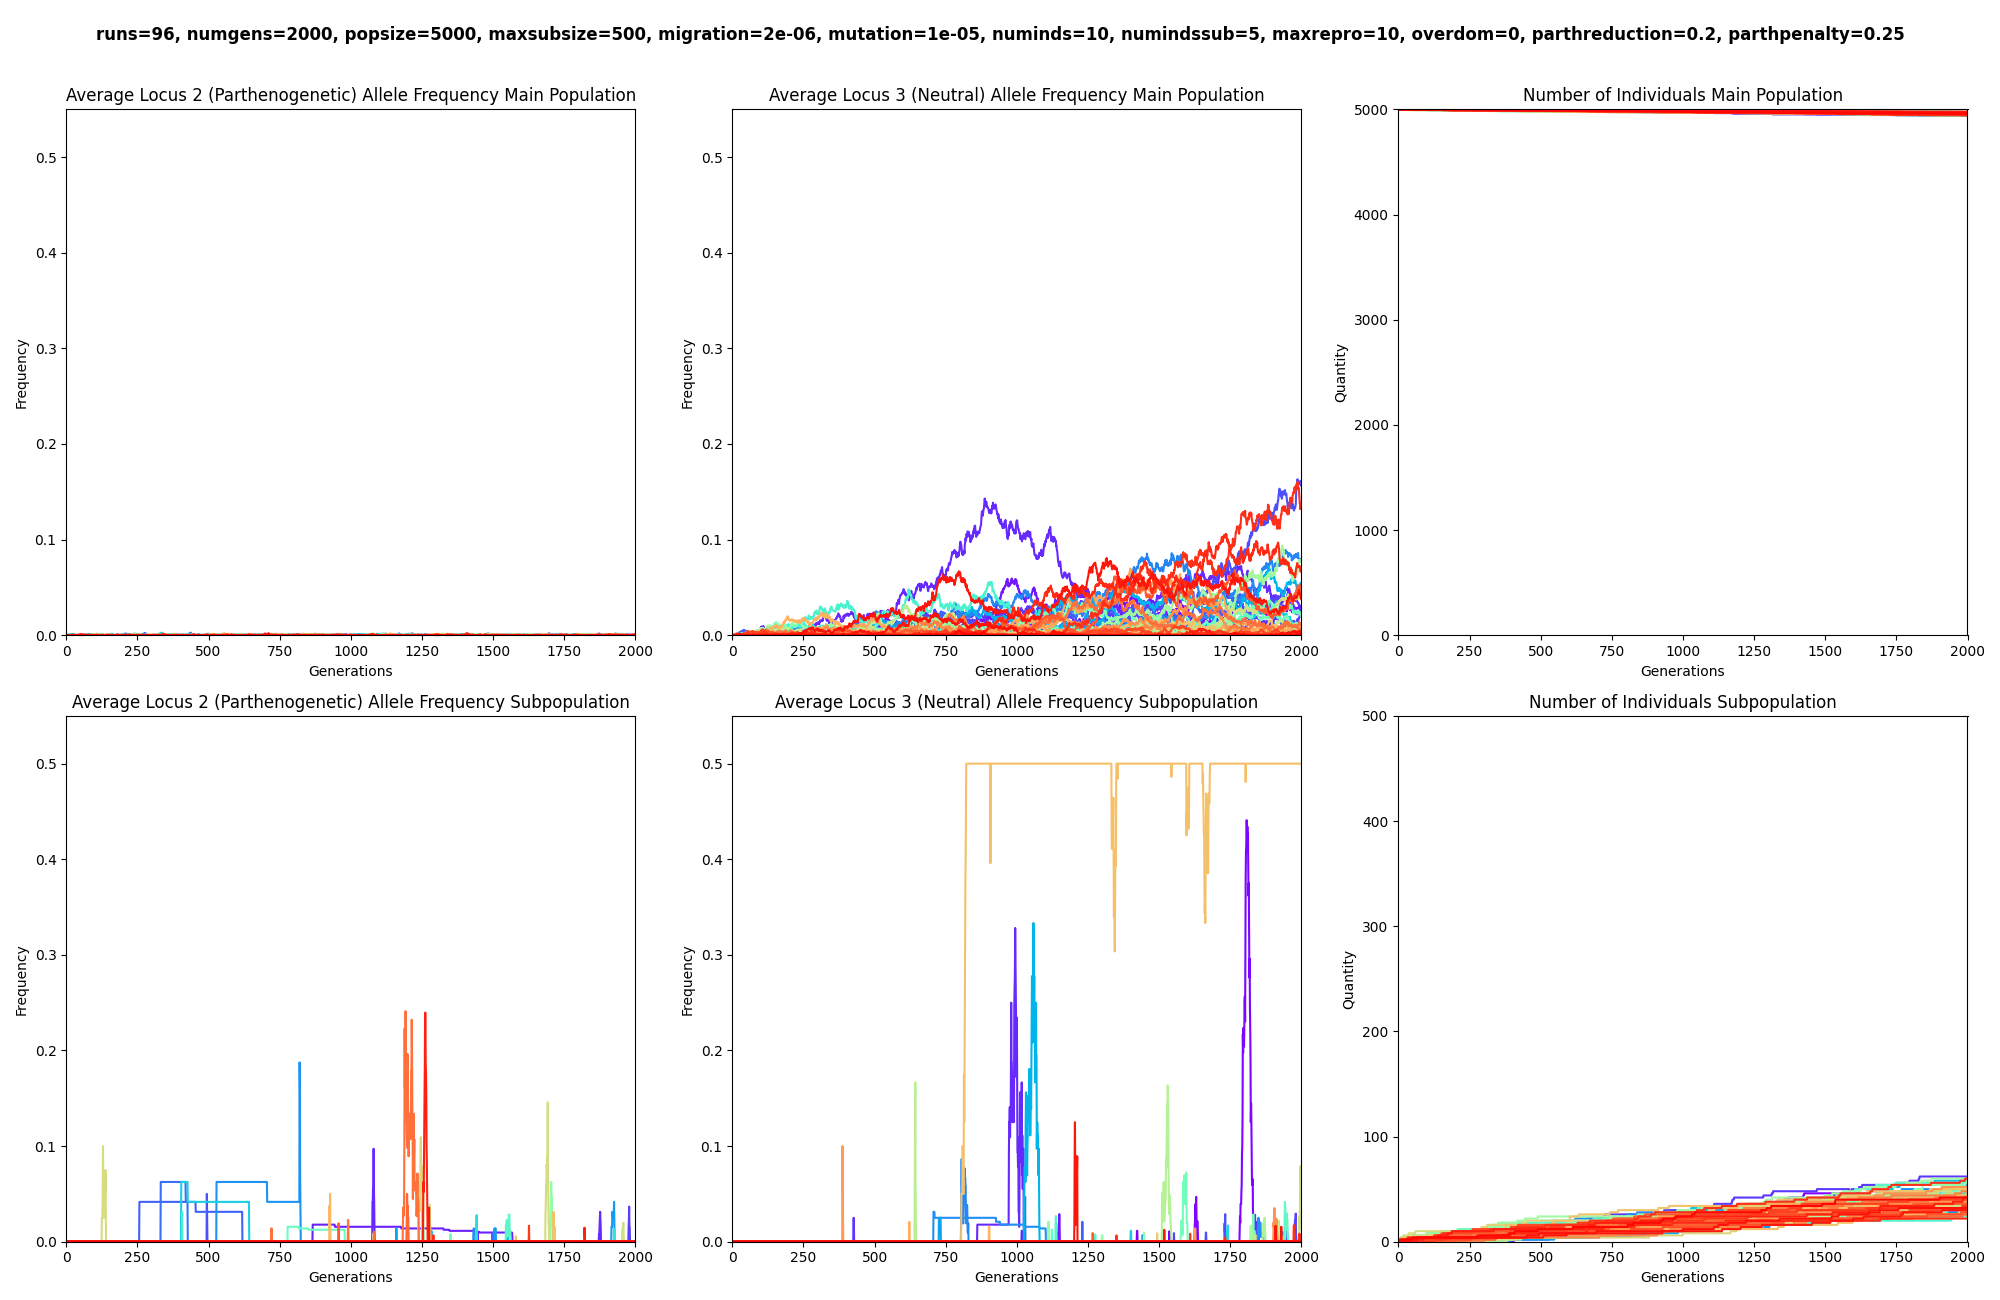 runs=96, numgens=2000, popsize=5000, maxsubsize=500, migration=2e-06, mutation=1e-05, numinds=10, numindssub=5, maxrepro=10, overdom=0, parthreduction=0.2, parthpenalty=0.25
Average Locus 2 (Parthenogenetic) Allele Frequency Main Population
0.5
0.4
0.3
0.2
0.1
0.0
Frequency
0 250 500 750 1000 1250 1500 1750 2000
Generations
Average Locus 3 (Neutral) Allele Frequency Main Population
0.5
0.4
0.3
0.2
0.1
0.0
Frequency
0 250 500 750 1000 1250 1500 1750 2000
Generations
Number of Individuals Main Population
5000
4000
3000
2000
1000
0
Quantity
0 250 500 750 1000 1250 1500 1750 2000
Generations
Average Locus 2 (Parthenogenetic) Allele Frequency Subpopulation
0.5
0.4
0.3
0.2
0.1
0.0
Frequency
0 250 500 750 1000 1250 1500 1750 2000
Generations
Average Locus 3 (Neutral) Allele Frequency Subpopulation
0.5
0.4
0.3
0.2
0.1
0.0
Frequency
0 250 500 750 1000 1250 1500 1750 2000
Generations
Number of Individuals Subpopulation
500
400
300
200
100
0
Quantity
0 250 500 750 1000 1250 1500 1750 2000
Generations